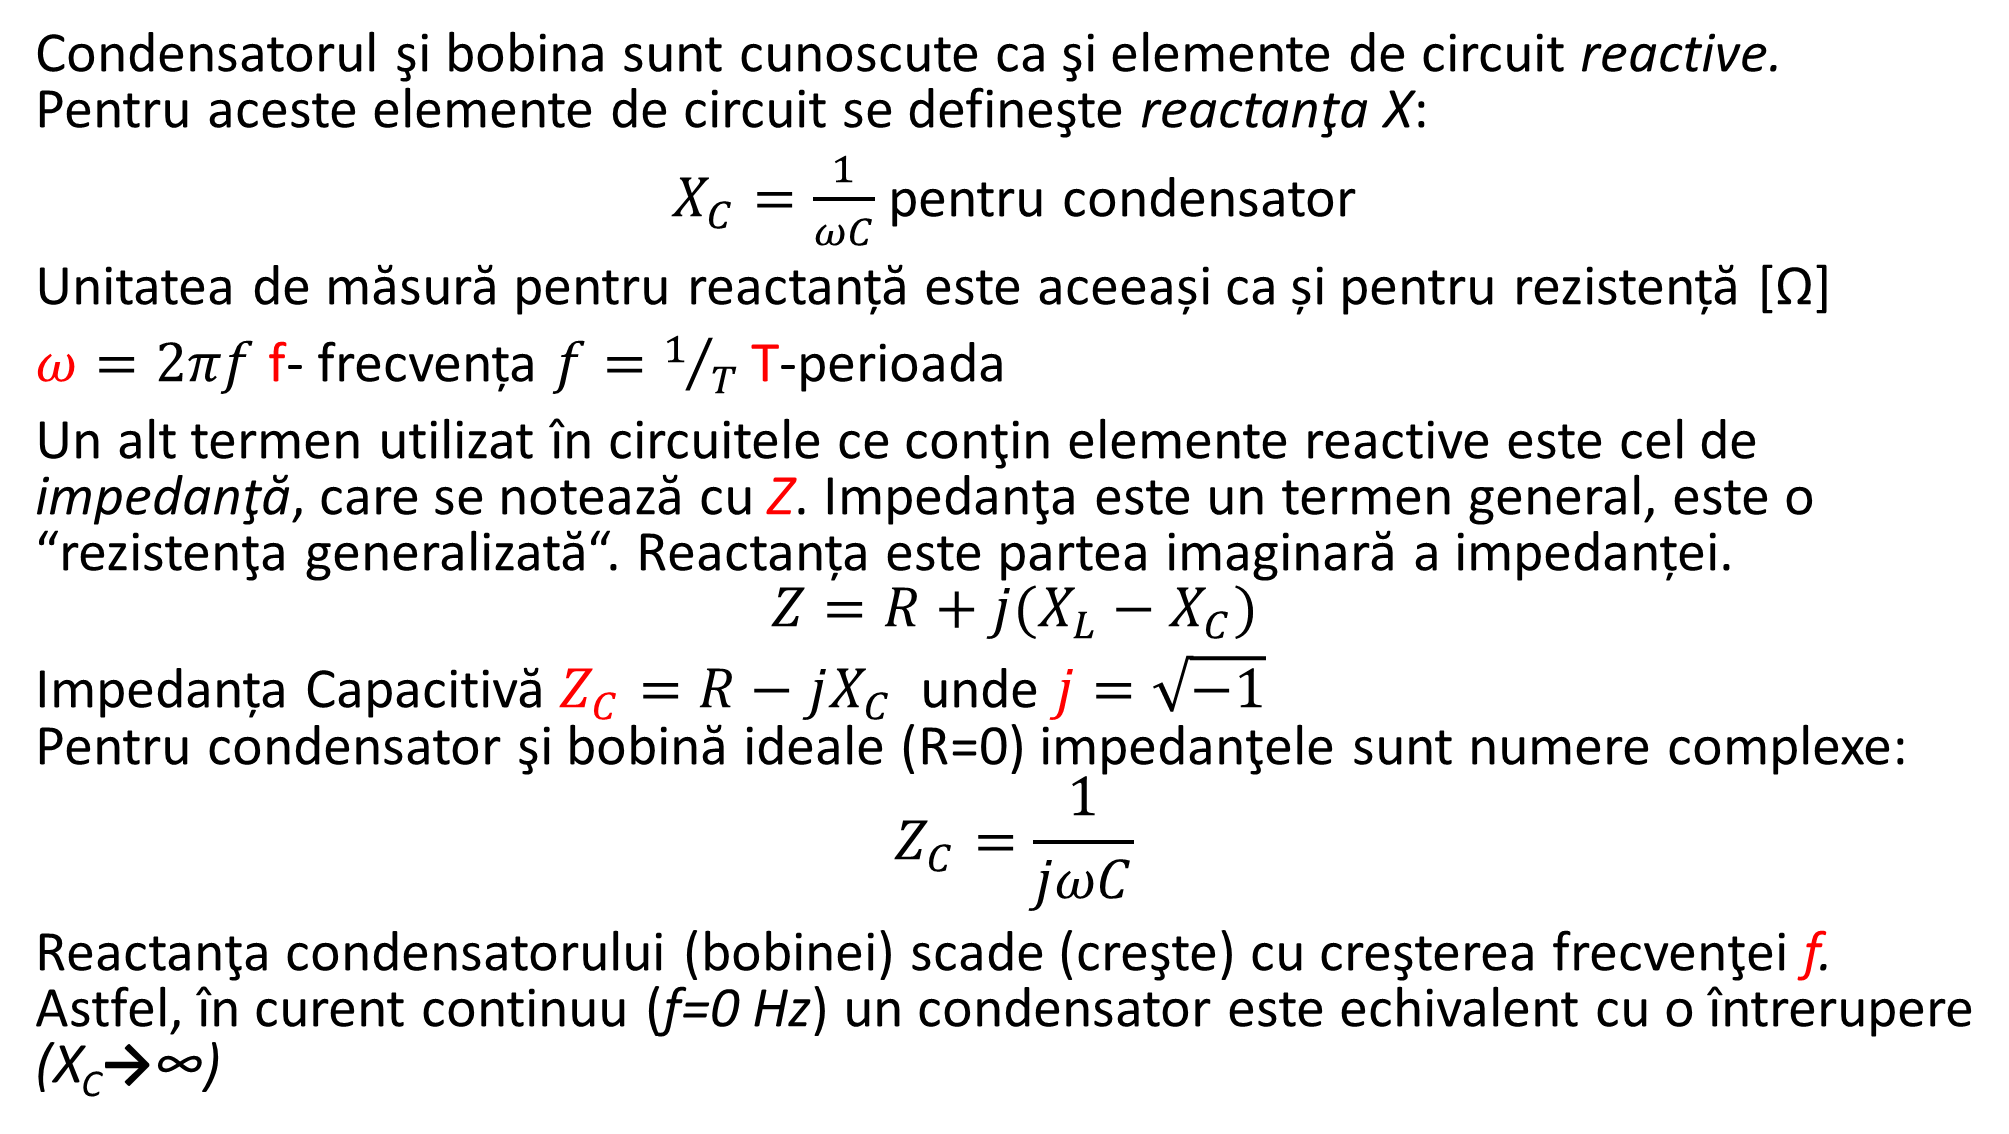 Condensatorul şi bobina sunt cunoscute ca şi elemente de circuit reactive.
Pentru aceste elemente de circuit se defineşte reactanţa X:
X_C = 1/ωC pentru condensator
Unitatea de măsură pentru reactanță este aceeași ca și pentru rezistență [Ω]
ω = 2πf f- frecvența f = 1/T T-perioada
Un alt termen utilizat în circuitele ce conţin elemente reactive este cel de
impedanţă, care se notează cu Z. Impedanţa este un termen general, este o
“rezistenţa generalizată“. Reactanța este partea imaginară a impedanței.
Z = R + j(X_L − X_C)
Impedanța Capacitivă Z_C = R − jX_C unde j = √−1
Pentru condensator şi bobină ideale (R=0) impedanţele sunt numere complexe:
Z_C = 1/jωC
Reactanţa condensatorului (bobinei) scade (creşte) cu creşterea frecvenţei f.
Astfel, în curent continuu (f=0 Hz) un condensator este echivalent cu o întrerupere
(X_C→∞)